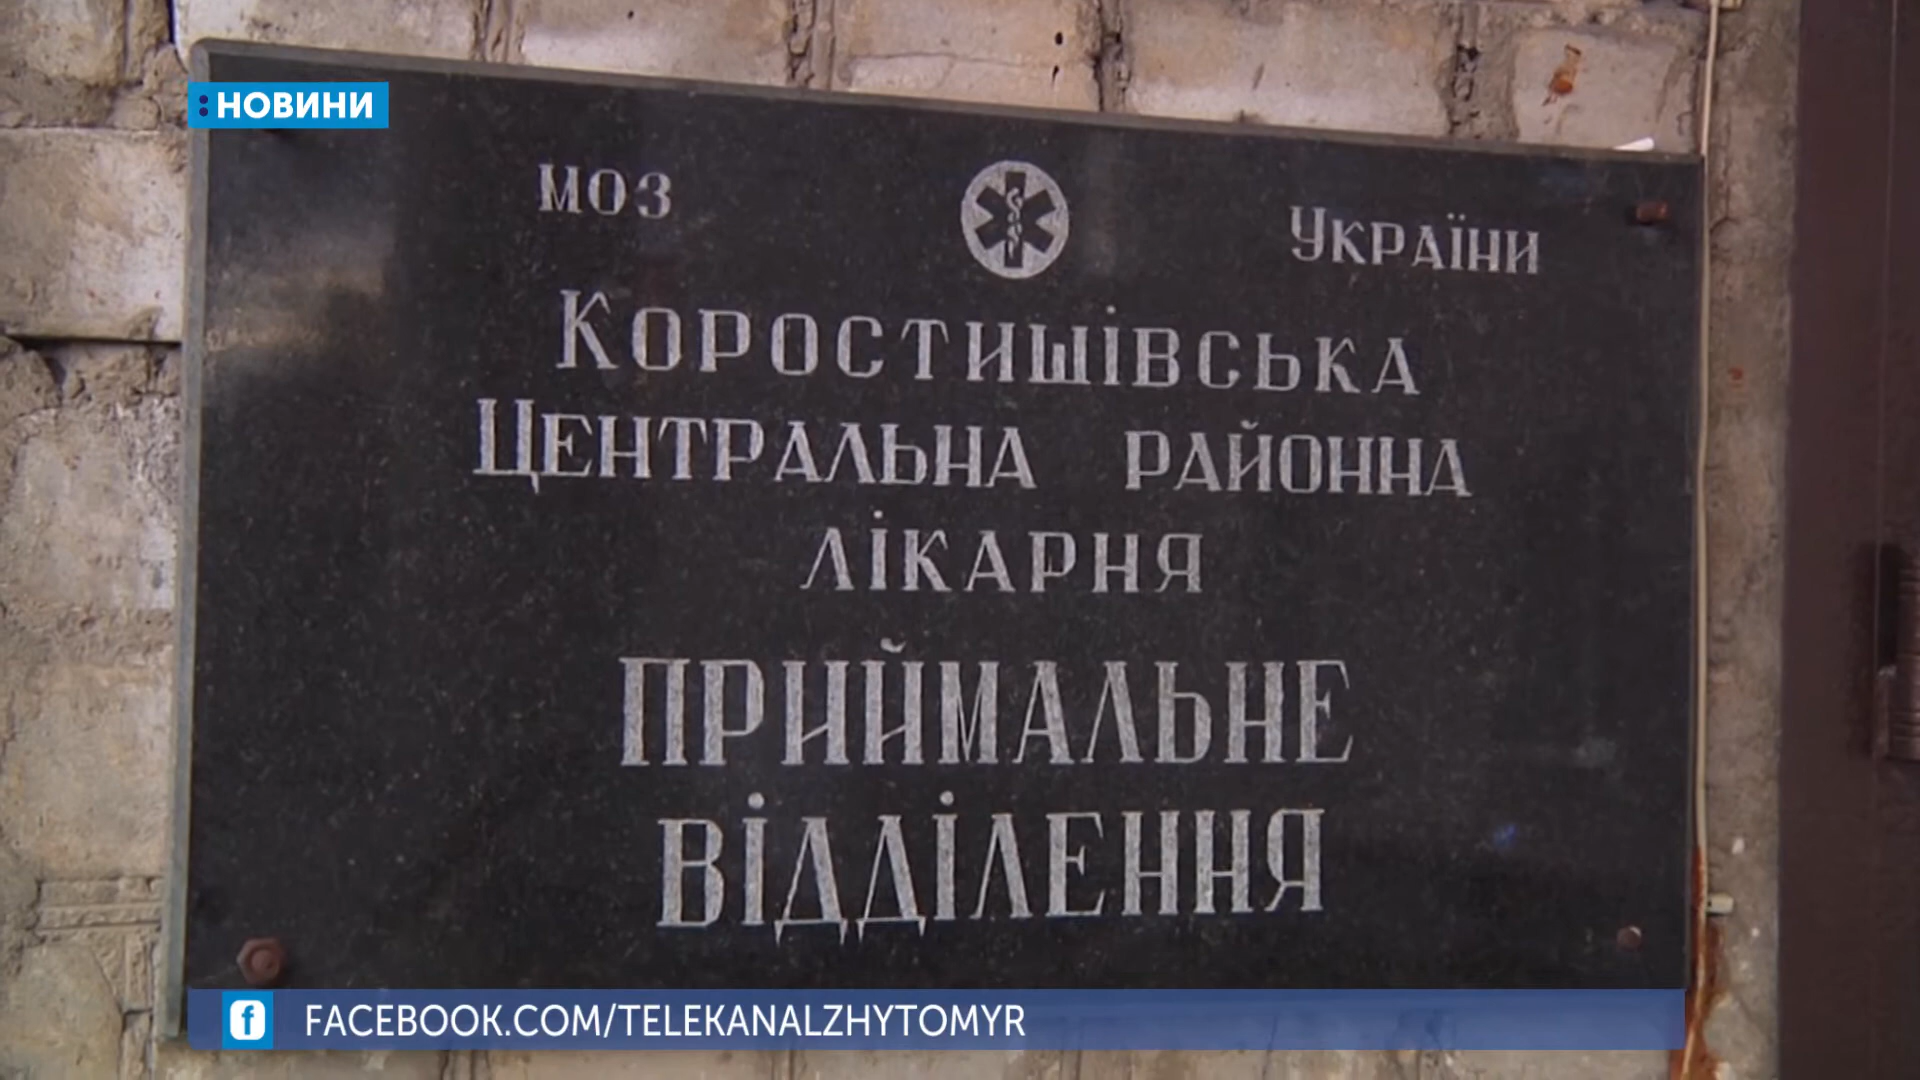 :НОВИНИ
МОЗ УКРАЇНИ
КОРОСТИШІВСЬКА
ЦЕНТРАЛЬНА РАЙОННА
ЛІКАРНЯ
ПРИЙМАЛЬНЕ
ВІДДІЛЕННЯ
f FACEBOOK.COM/TELEKANALZHYTOMYR